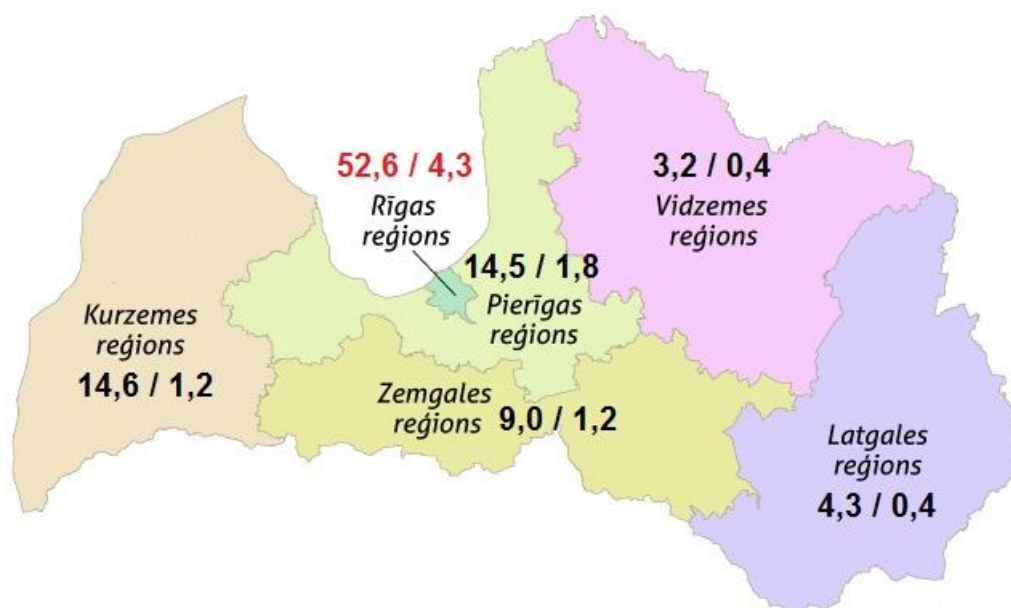 52,6 / 4,3
Rīgas
reģions
3,2 / 0,4
Vidzemes
reģions
14,5 / 1,8
Pierīgas
reģions
Kurzemes
reģions
14,6 / 1,2
Zemgales
reģions
9,0 / 1,2
Latgales
reģions
4,3 / 0,4